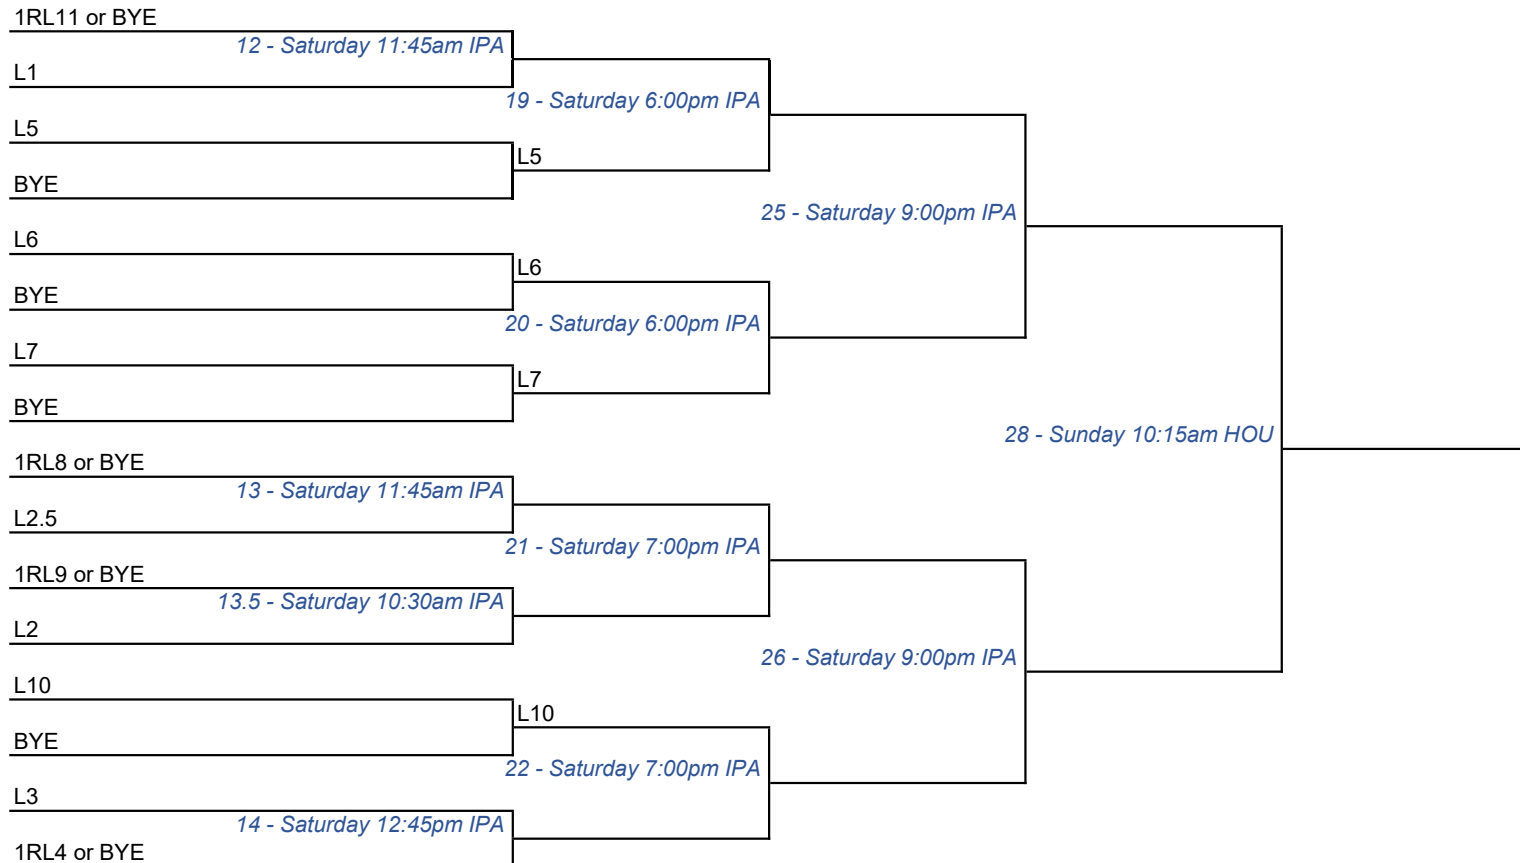 1RL11 or BYE
12 - Saturday 11:45am IPA
L1
19 - Saturday 6:00pm IPA
L5
L5
BYE
25 - Saturday 9:00pm IPA
L6
L6
BYE
20 - Saturday 6:00pm IPA
L7
L7
BYE
28 - Sunday 10:15am HOU
1RL8 or BYE
13 - Saturday 11:45am IPA
L2.5
21 - Saturday 7:00pm IPA
1RL9 or BYE
13.5 - Saturday 10:30am IPA
L2
26 - Saturday 9:00pm IPA
L10
L10
BYE
22 - Saturday 7:00pm IPA
L3
14 - Saturday 12:45pm IPA
1RL4 or BYE